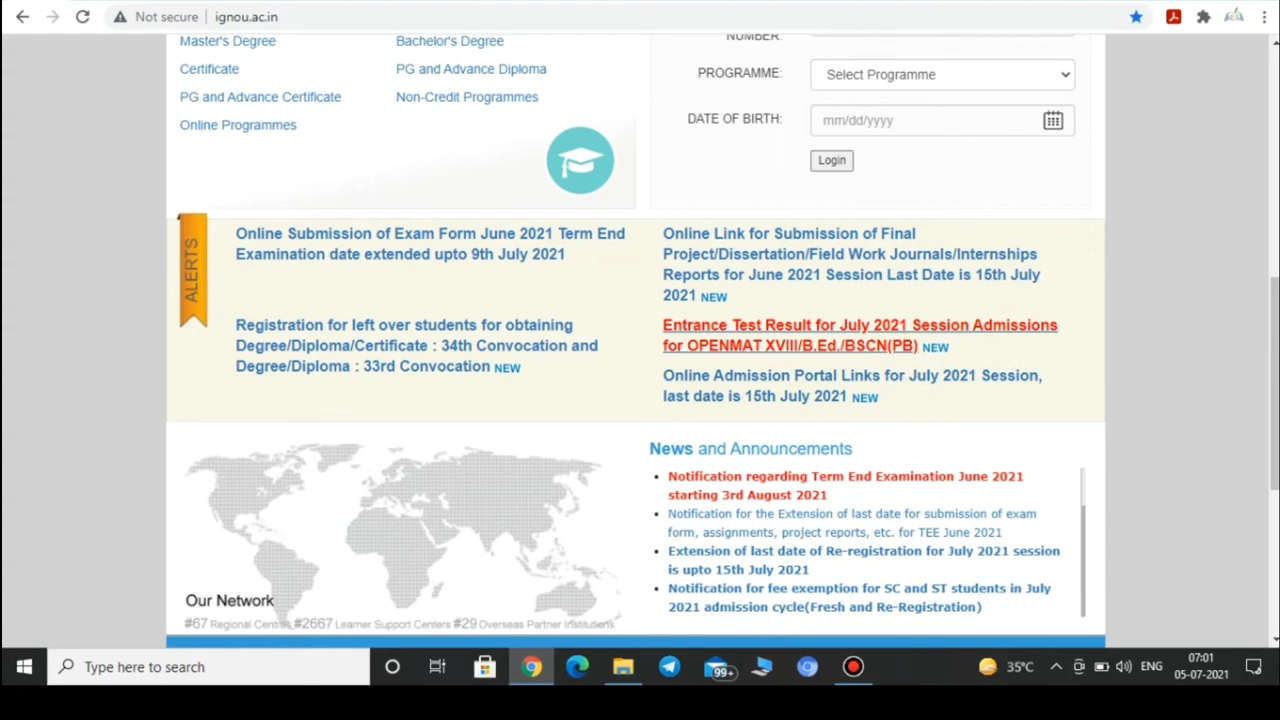 Not secure
ignou.ac.in
Master's Degree
Bachelor's Degree
Certificate
PG and Advance Diploma
PG and Advance Certificate
Non-Credit Programmes
Online Programmes
NUMBER:
PROGRAMME:
Select Programme
DATE OF BIRTH:
mm/dd/yyyy
Login
ALERTS
Online Submission of Exam Form June 2021 Term End
Examination date extended upto 9th July 2021
Registration for left over students for obtaining
Degree/Diploma/Certificate : 34th Convocation and
Degree/Diploma : 33rd Convocation NEW
Online Link for Submission of Final
Project/Dissertation/Field Work Journals/Internships
Reports for June 2021 Session Last Date is 15th July
2021 NEW
Entrance Test Result for July 2021 Session Admissions
for OPENMAT XVIII/B.Ed./BSCN(PB) NEW
Online Admission Portal Links for July 2021 Session,
last date is 15th July 2021 NEW
Our Network
#67 Regional Centres #2667 Learner Support Centers #29 Overseas Partner Institutions
News and Announcements
Notification regarding Term End Examination June 2021
starting 3rd August 2021
Notification for the Extension of last date for submission of exam
form, assignments, project reports, etc. for TEE June 2021
Extension of last date of Re-registration for July 2021 session
is upto 15th July 2021
Notification for fee exemption for SC and ST students in July
2021 admission cycle(Fresh and Re-Registration)
Type here to search
99+
35°C
ENG
07:01
05-07-2021